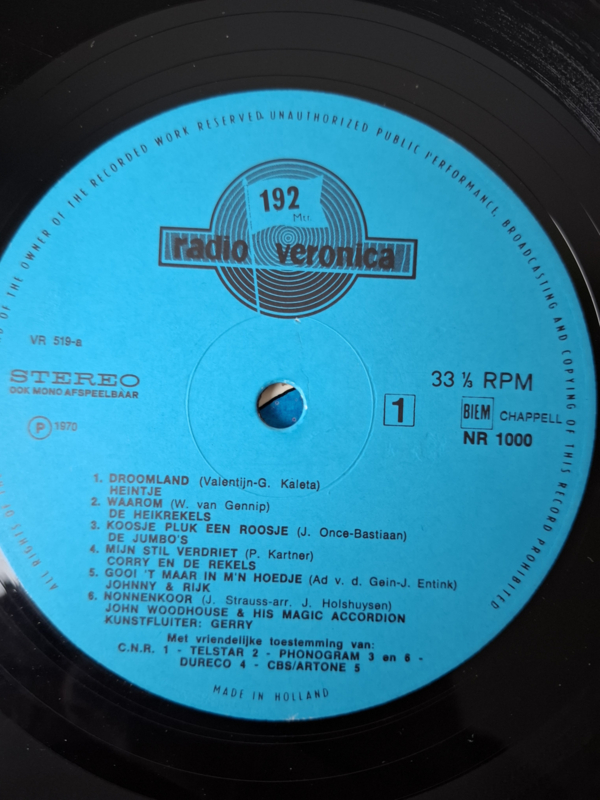 ALL RIGHTS OF THE OWNER OF THE RECORDED WORK RESERVED. UNAUTHORIZED PUBLIC PERFORMANCE, BROADCASTING AND COPYING OF THIS RECORD PROHIBITED
192
Mtr.
radio veronica
VR 519-a
STEREO
OOK MONO AFSPEELBAAR
33 ⅓ RPM
1
BIEM CHAPPELL
NR 1000
P 1970
1. DROOMLAND (Valentijn-G. Kaleta)
HEINTJE
2. WAAROM (W. van Gennip)
DE HEIKREKELS
3. KOOSJE PLUK EEN ROOSJE (J. Once-Bastiaan)
DE JUMBO'S
4. MIJN STIL VERDRIET (P. Kartner)
CORRY EN DE REKELS
5. GOOI 'T MAAR IN M'N HOEDJE (Ad v. d. Gein-J. Entink)
JOHNNY & RIJK
6. NONNENKOOR (J. Strauss-arr. J. Holshuysen)
JOHN WOODHOUSE & HIS MAGIC ACCORDION
KUNSTFLUITER: GERRY
Met vriendelijke toestemming van:
C.N.R. 1 - TELSTAR 2 - PHONOGRAM 3 en 6 -
DURECO 4 - CBS/ARTONE 5
MADE IN HOLLAND